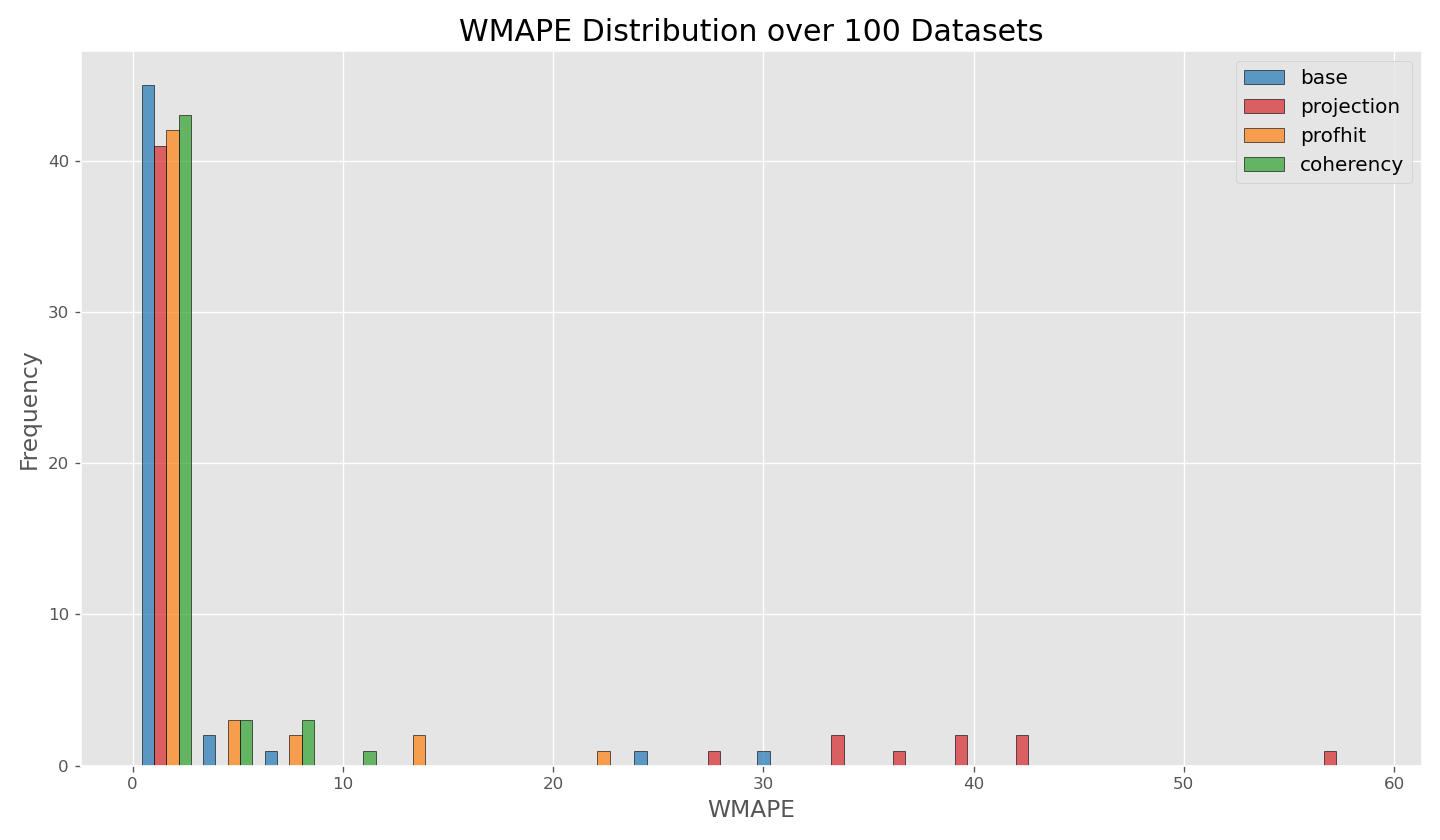 WMAPE Distribution over 100 Datasets
base
projection
profhit
coherency
Frequency
40
30
20
10
0
0 10 20 30 40 50 60
WMAPE